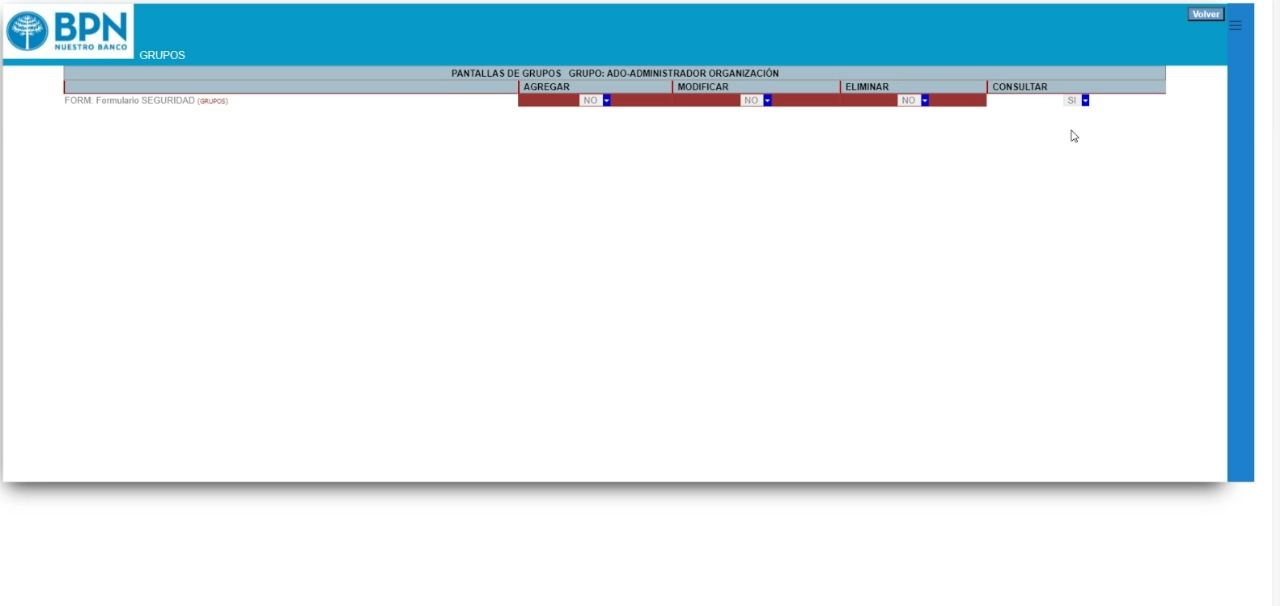 Volver
BPN
NUESTRO BANCO
GRUPOS
PANTALLAS DE GRUPOS GRUPO: ADO-ADMINISTRADOR ORGANIZACIÓN
AGREGAR MODIFICAR ELIMINAR CONSULTAR
FORM: Formulario SEGURIDAD (GRUPOS) NO NO NO SI